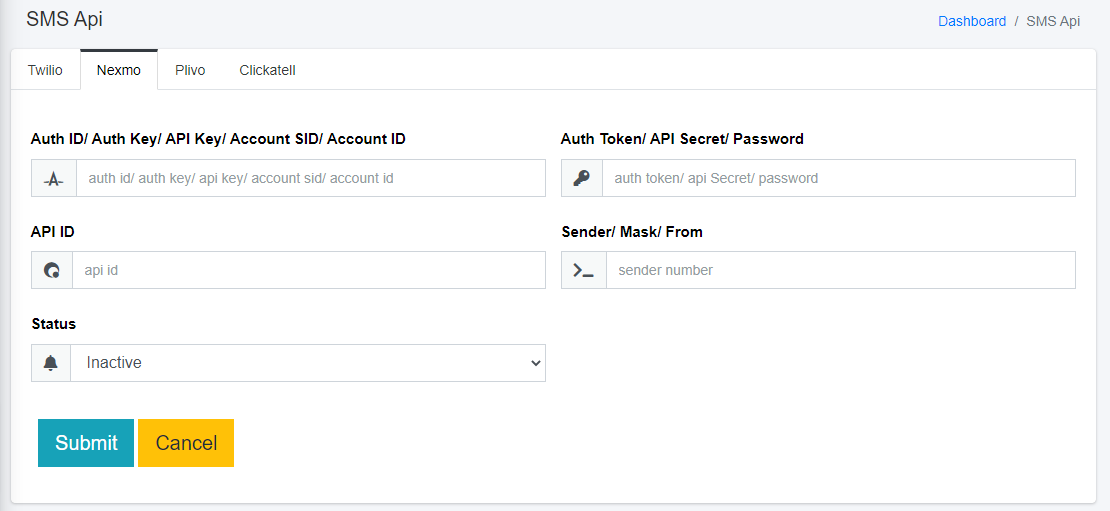 SMS Api
Dashboard / SMS Api
Twilio Nexmo Plivo Clickatell
Auth ID/ Auth Key/ API Key/ Account SID/ Account ID
auth id/ auth key/ api key/ account sid/ account id
Auth Token/ API Secret/ Password
auth token/ api Secret/ password
API ID
api id
Sender/ Mask/ From
sender number
Status
Inactive
Submit Cancel